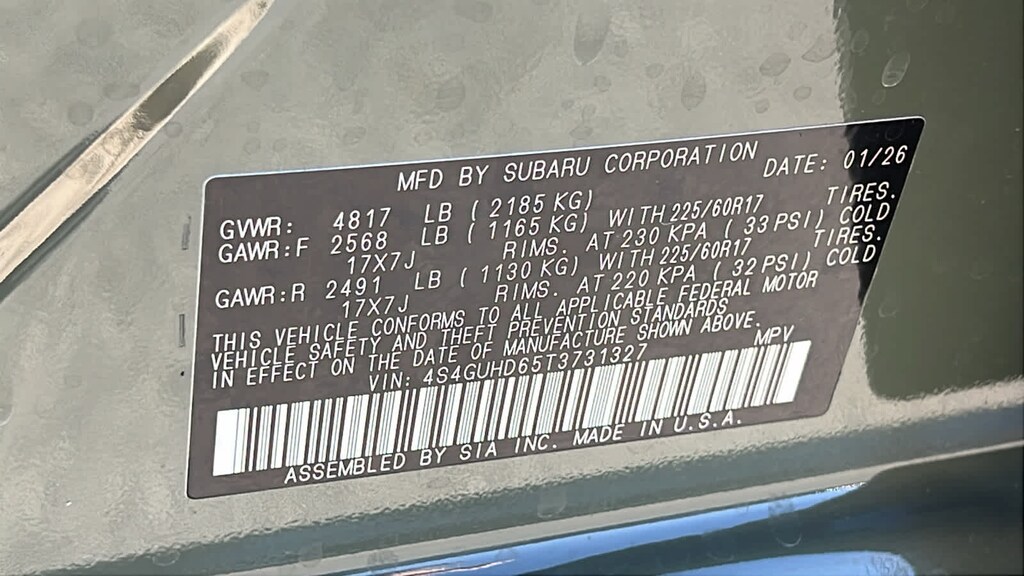 MFD BY SUBARU CORPORATION DATE: 01/26
GVWR: 4817 LB ( 2185 KG)
GAWR:F 2568 LB ( 1165 KG) WITH 225/60R17 TIRES.
17X7J RIMS. AT 230 KPA ( 33 PSI) COLD
GAWR:R 2491 LB ( 1130 KG) WITH 225/60R17 TIRES.
17X7J RIMS. AT 220 KPA ( 32 PSI) COLD
THIS VEHICLE CONFORMS TO ALL APPLICABLE FEDERAL MOTOR
VEHICLE SAFETY AND THEFT PREVENTION STANDARDS
IN EFFECT ON THE DATE OF MANUFACTURE SHOWN ABOVE.
VIN: 4S4GUHD65T3731327 MPV
ASSEMBLED BY SIA INC. MADE IN U.S.A.